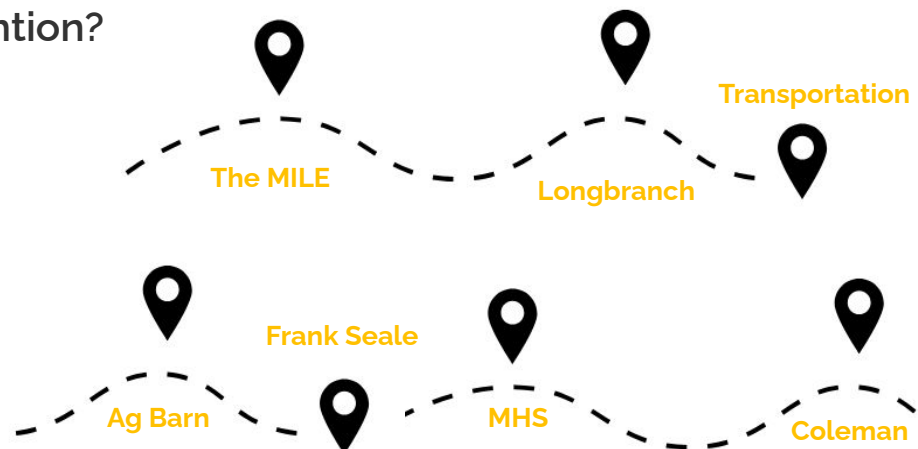 ntion?
Transportation
The MILE
Longbranch
Frank Seale
Ag Barn
MHS
Coleman